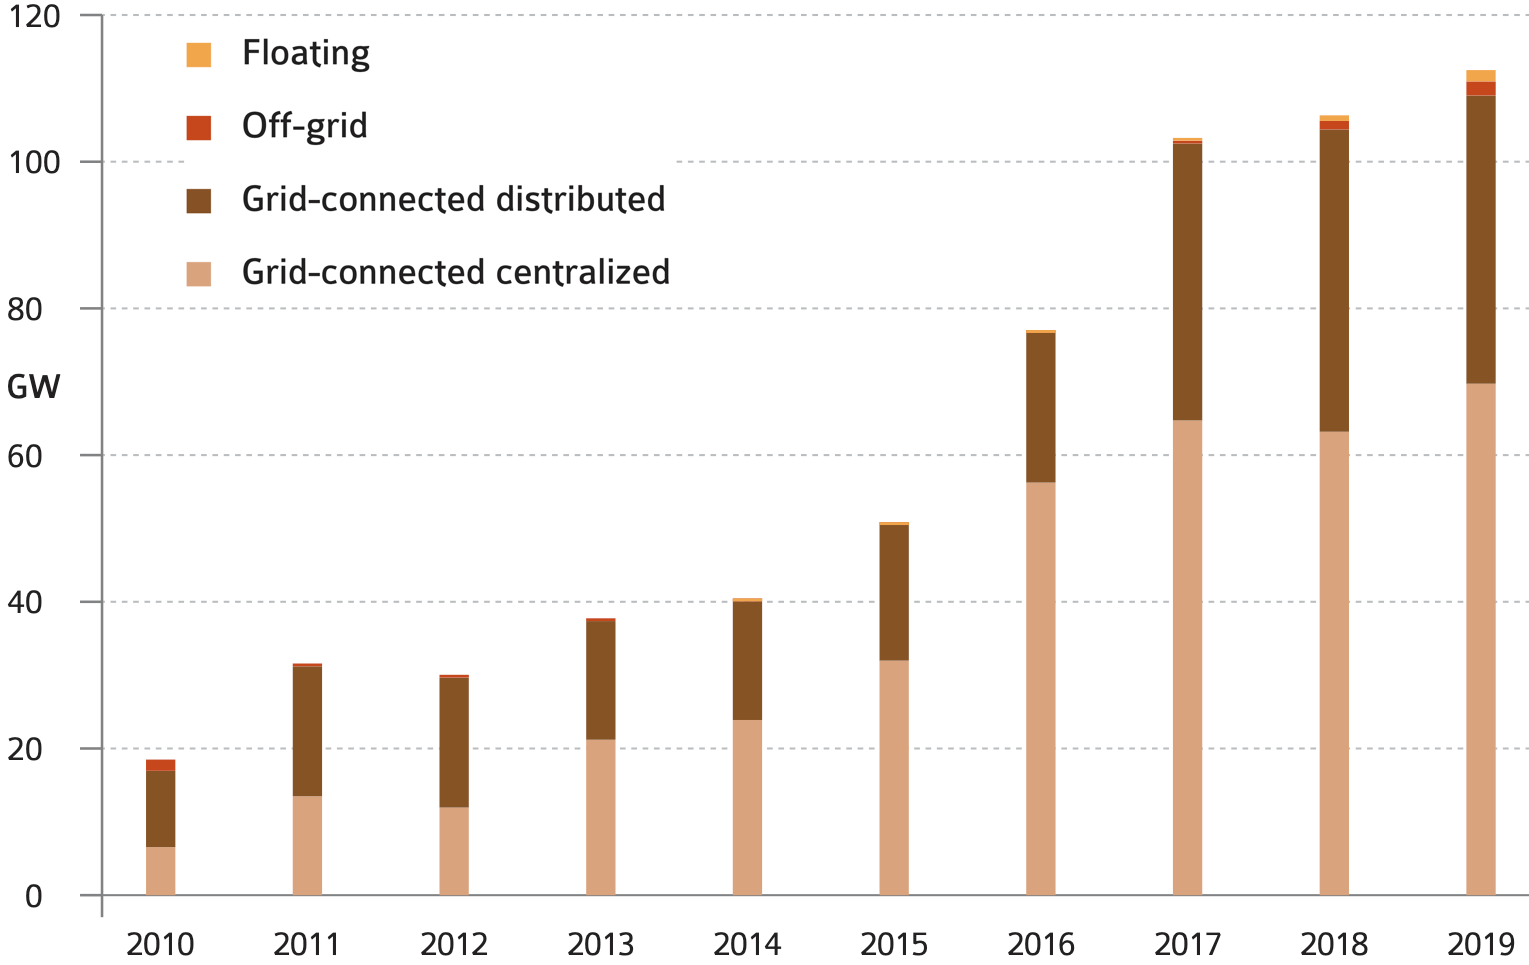 120
Floating
Off-grid
100
Grid-connected distributed
Grid-connected centralized
80
GW
60
40
20
0
2010 2011 2012 2013 2014 2015 2016 2017 2018 2019